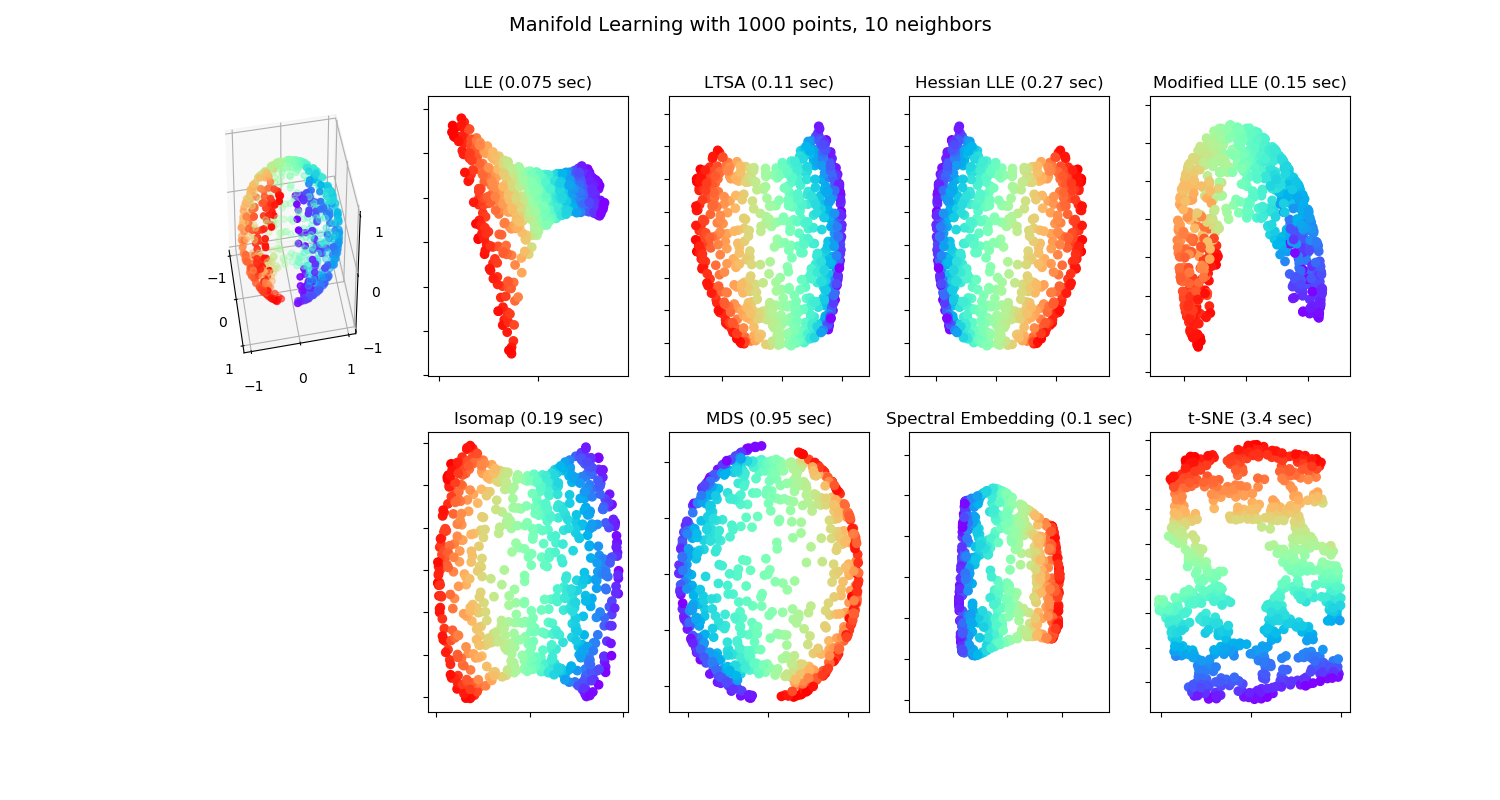 Manifold Learning with 1000 points, 10 neighbors
LLE (0.075 sec)
LTSA (0.11 sec)
Hessian LLE (0.27 sec)
Modified LLE (0.15 sec)
1
0
−1
−1
0
1
−1
0
1
Isomap (0.19 sec)
MDS (0.95 sec)
Spectral Embedding (0.1 sec)
t-SNE (3.4 sec)